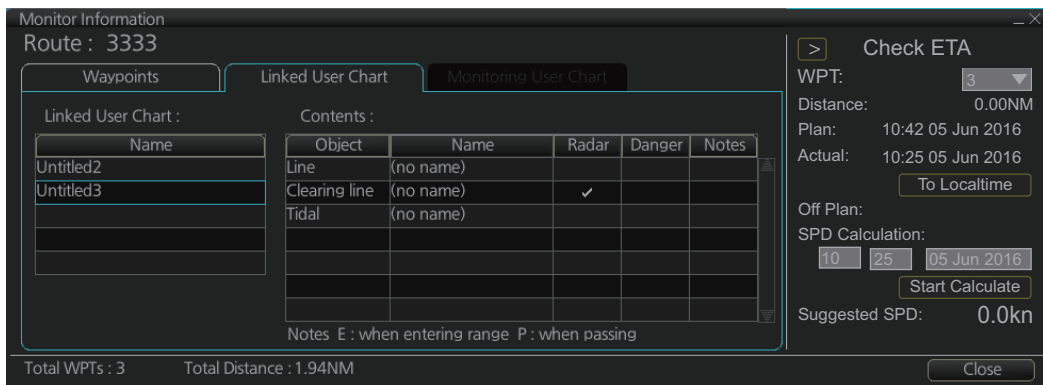 Monitor Information
Route : 3333
Waypoints Linked User Chart Monitoring User Chart
Linked User Chart :
Name
Untitled2
Untitled3
Contents :
Object Name Radar Danger Notes
Line (no name)
Clearing line (no name) ✓
Tidal (no name)
Notes E : when entering range P : when passing
> Check ETA
WPT: 3
Distance: 0.00NM
Plan: 10:42 05 Jun 2016
Actual: 10:25 05 Jun 2016
To Localtime
Off Plan:
SPD Calculation:
10 25 05 Jun 2016
Start Calculate
Suggested SPD: 0.0kn
Total WPTs : 3 Total Distance : 1.94NM
Close